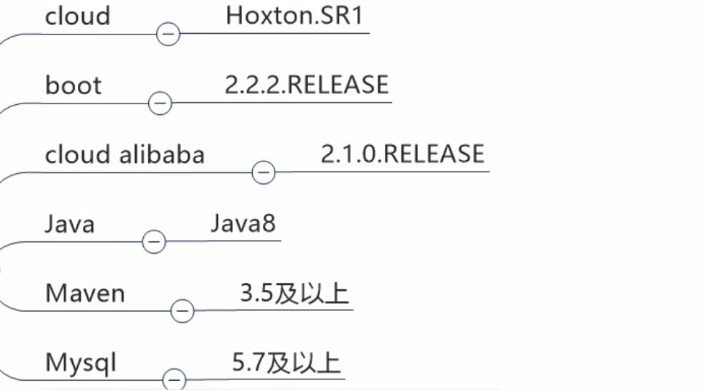 cloud Hoxton.SR1
boot 2.2.2.RELEASE
cloud alibaba 2.1.0.RELEASE
Java Java8
Maven 3.5及以上
Mysql 5.7及以上